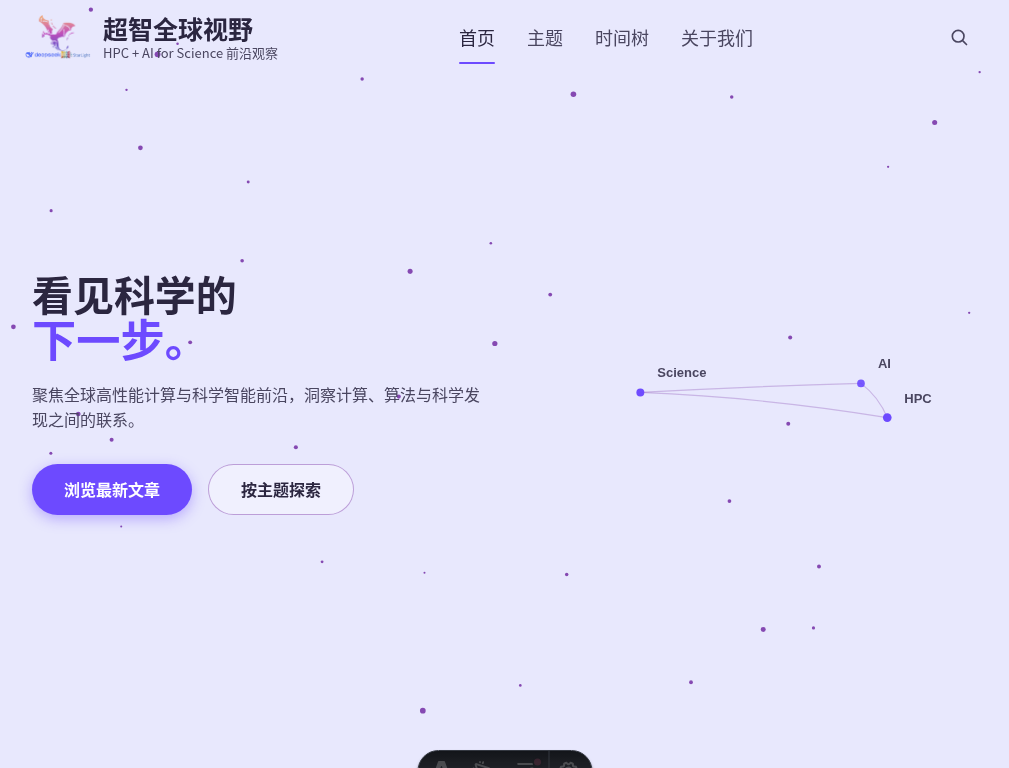 超智全球视野
HPC + AI for Science 前沿观察
首页
主题
时间树
关于我们
看见科学的
下一步。
聚焦全球高性能计算与科学智能前沿，洞察计算、算法与科学发
现之间的联系。
浏览最新文章
按主题探索
Science
AI
HPC